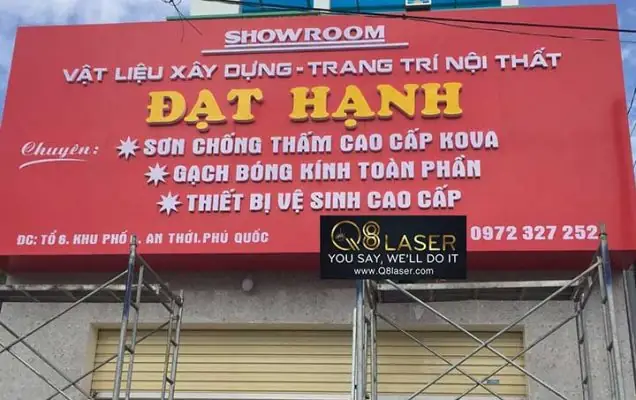 SHOWROOM
VẬT LIỆU XÂY DỰNG - TRANG TRÍ NỘI THẤT
ĐẠT HẠNH
Chuyên:
SƠN CHỐNG THẤM CAO CẤP KOVA
GẠCH BÓNG KÍNH TOÀN PHẦN
THIẾT BỊ VỆ SINH CAO CẤP
ĐC: TỔ 6, KHU PHỐ AN THỚI, PHÚ QUỐC
0972 327 252
Q8 LASER
YOU SAY, WE'LL DO IT
www.Q8laser.com